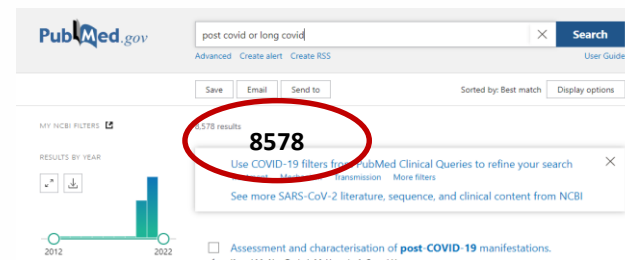 PubMed.gov
post covid or long covid
Search
Advanced Create alert Create RSS
User Guide
Save Email Send to
Sorted by: Best match Display options
MY NCBI FILTERS
8,578 results
8578
RESULTS BY YEAR
Use COVID-19 filters from PubMed Clinical Queries to refine your search
Transmission More filters
See more SARS-CoV-2 literature, sequence, and clinical content from NCBI
2012 2022
Assessment and characterisation of post-COVID-19 manifestations.